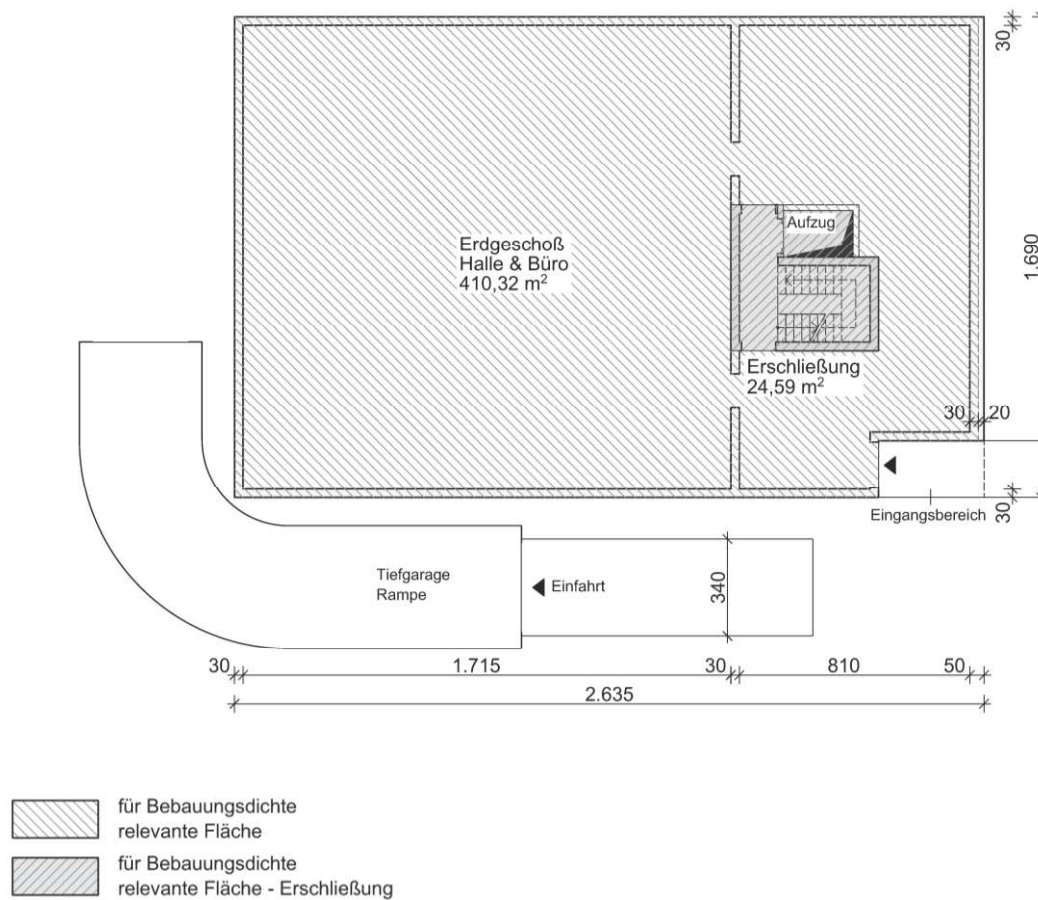 30
Aufzug
Erdgeschoß
Halle & Büro
410,32 m²
1.690
Erschließung
24,59 m²
30 20
Eingangsbereich
30
Tiefgarage
Rampe
Einfahrt
340
30 1.715 30 810 50
2.635
für Bebauungsdichte
relevante Fläche
für Bebauungsdichte
relevante Fläche - Erschließung